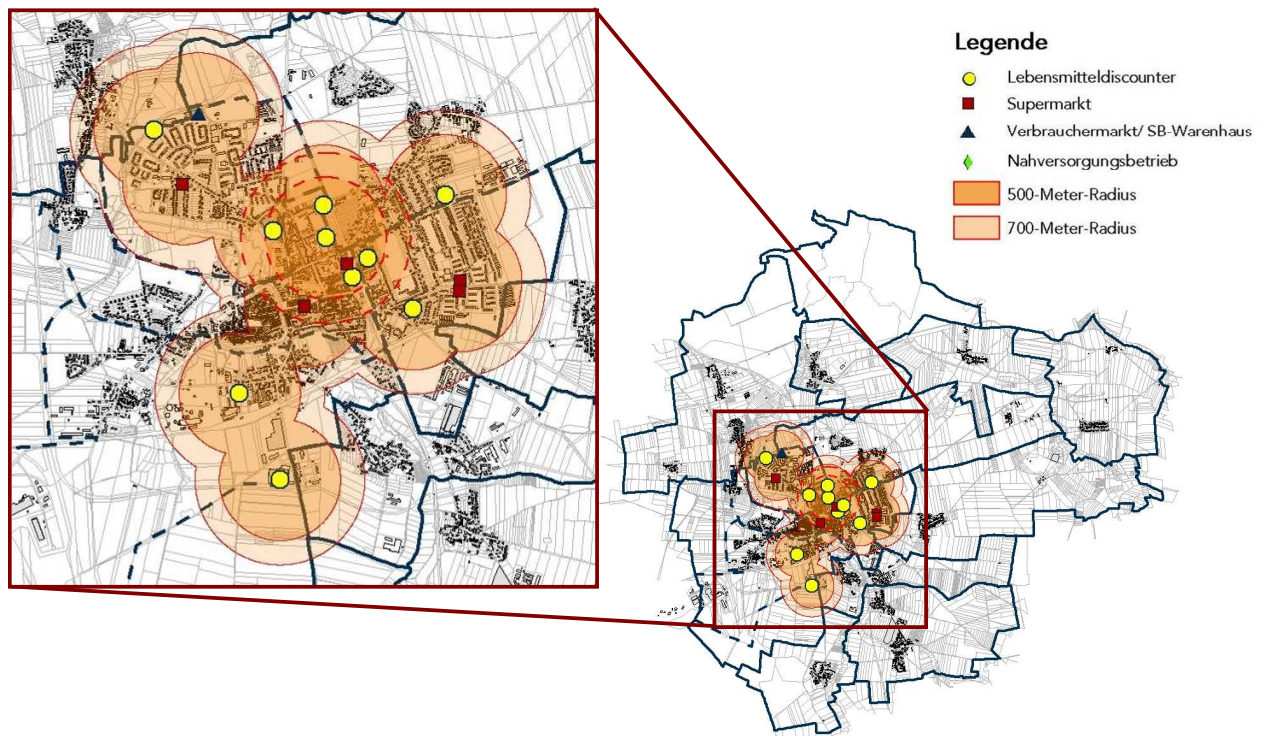 Legende
Lebensmitteldiscounter
Supermarkt
Verbrauchermarkt/ SB-Warenhaus
Nahversorgungsbetrieb
500-Meter-Radius
700-Meter-Radius